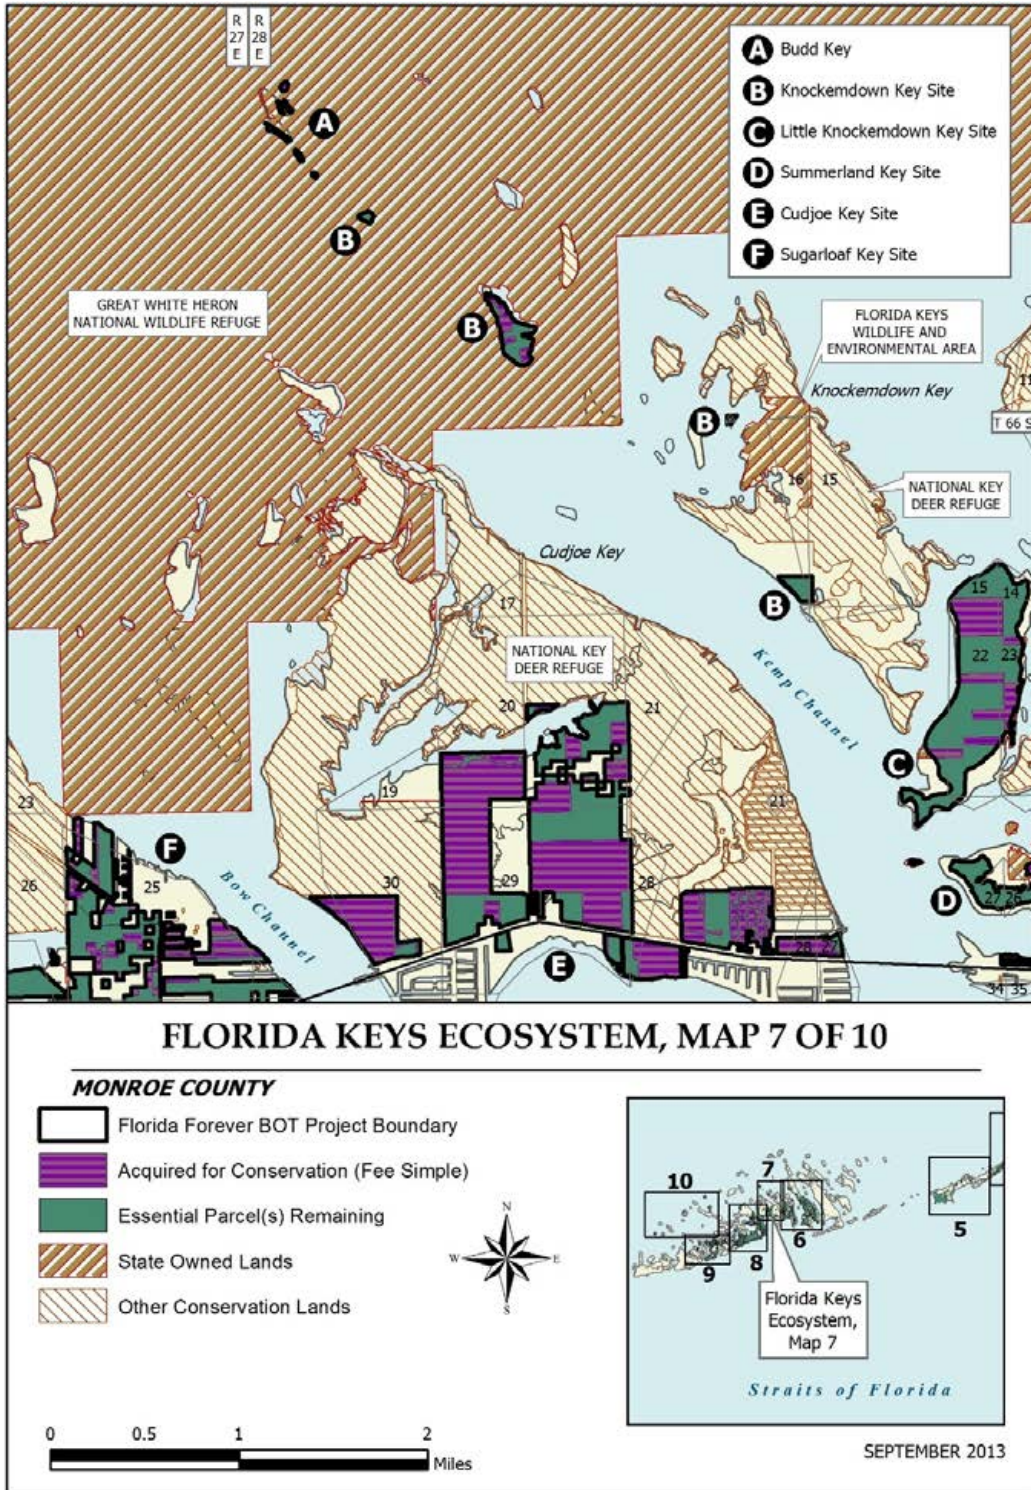 R
27
E
R
28
E
A
Budd Key
B
Knockemdown Key Site
C
Little Knockemdown Key Site
D
Summerland Key Site
E
Cudjoe Key Site
F
Sugarloaf Key Site
A
B
GREAT WHITE HERON
NATIONAL WILDLIFE REFUGE
B
FLORIDA KEYS
WILDLIFE AND
ENVIRONMENTAL AREA
Knockemdown Key
11
T 66 S
B
16
15
NATIONAL KEY
DEER REFUGE
Cudjoe Key
B
17
NATIONAL KEY
DEER REFUGE
15
14
22
23
Kemp Channel
20
21
C
19
21
23
F
26
25
Bow Channel
30
29
28
D
27
26
E
28
27
34
35
FLORIDA KEYS ECOSYSTEM, MAP 7 OF 10
MONROE COUNTY
Florida Forever BOT Project Boundary
Acquired for Conservation (Fee Simple)
Essential Parcel(s) Remaining
State Owned Lands
Other Conservation Lands
N
W
E
S
10
7
5
6
9
8
Florida Keys
Ecosystem,
Map 7
Straits of Florida
0
0.5
1
2
Miles
SEPTEMBER 2013